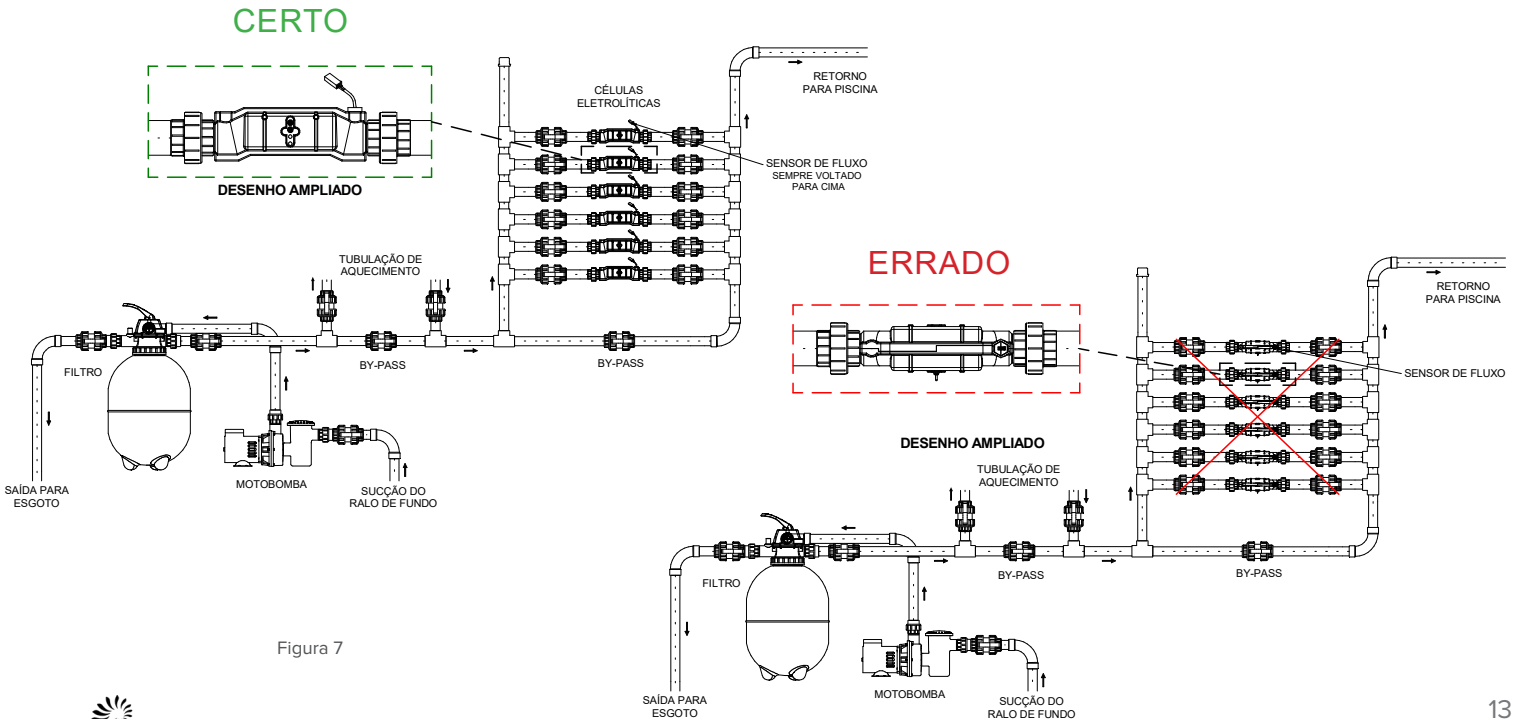 CERTO
DESENHO AMPLIADO
CÉLULAS
ELETROLÍTICAS
RETORNO
PARA PISCINA
SENSOR DE FLUXO
SEMPRE VOLTADO
PARA CIMA
TUBULAÇÃO DE
AQUECIMENTO
FILTRO
BY-PASS
BY-PASS
SAÍDA PARA
ESGOTO
MOTOBOMBA
SUCÇÃO DO
RALO DE FUNDO
ERRADO
DESENHO AMPLIADO
RETORNO
PARA PISCINA
SENSOR DE FLUXO
TUBULAÇÃO DE
AQUECIMENTO
FILTRO
BY-PASS
BY-PASS
SAÍDA PARA
ESGOTO
MOTOBOMBA
SUCÇÃO DO
RALO DE FUNDO
Figura 7
13